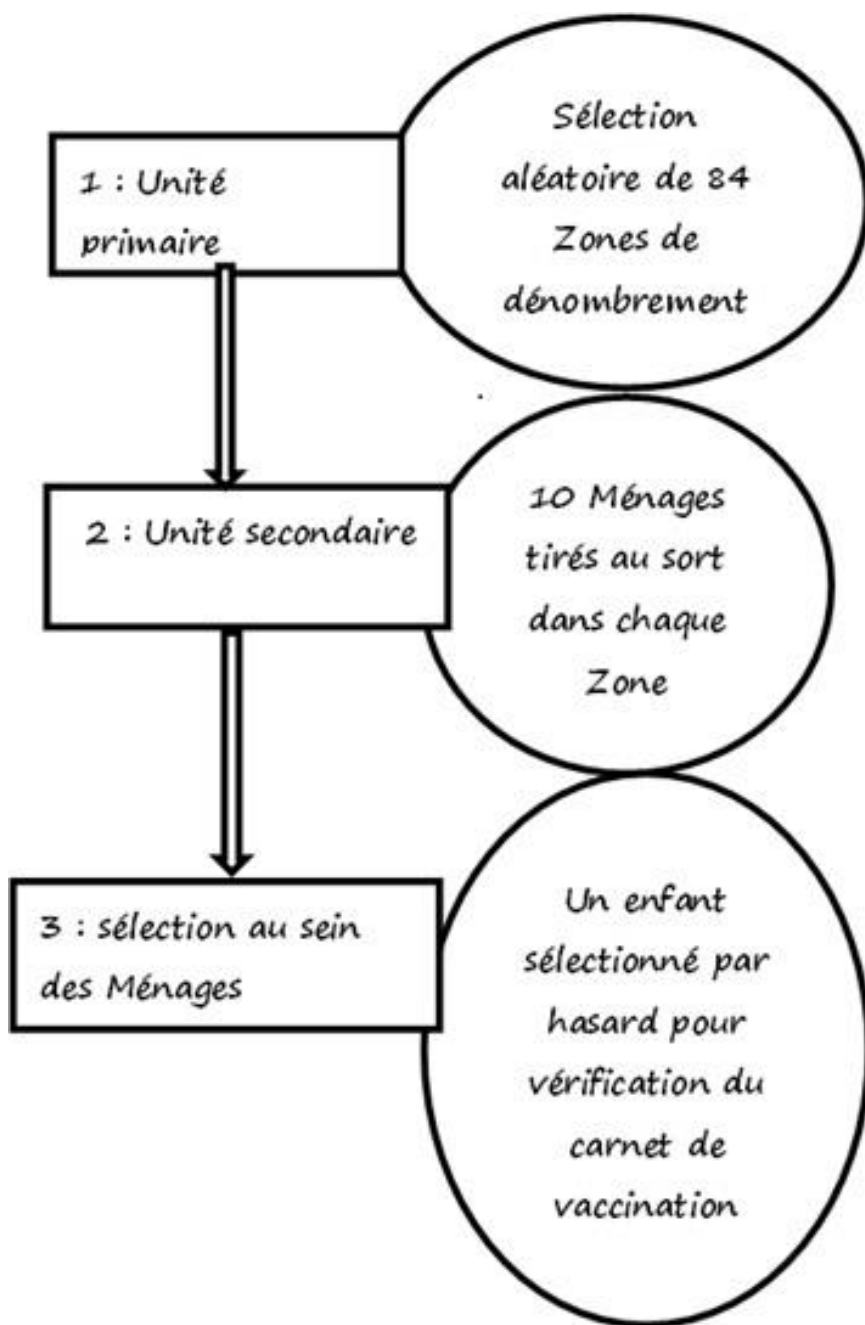 1 : Unité
primaire
Sélection
aléatoire de 84
Zones de
dénombrement
2 : Unité secondaire
10 Ménages
tirés au sort
dans chaque
Zone
3 : sélection au sein
des Ménages
Un enfant
sélectionné par
hasard pour
vérification du
carnet de
vaccination